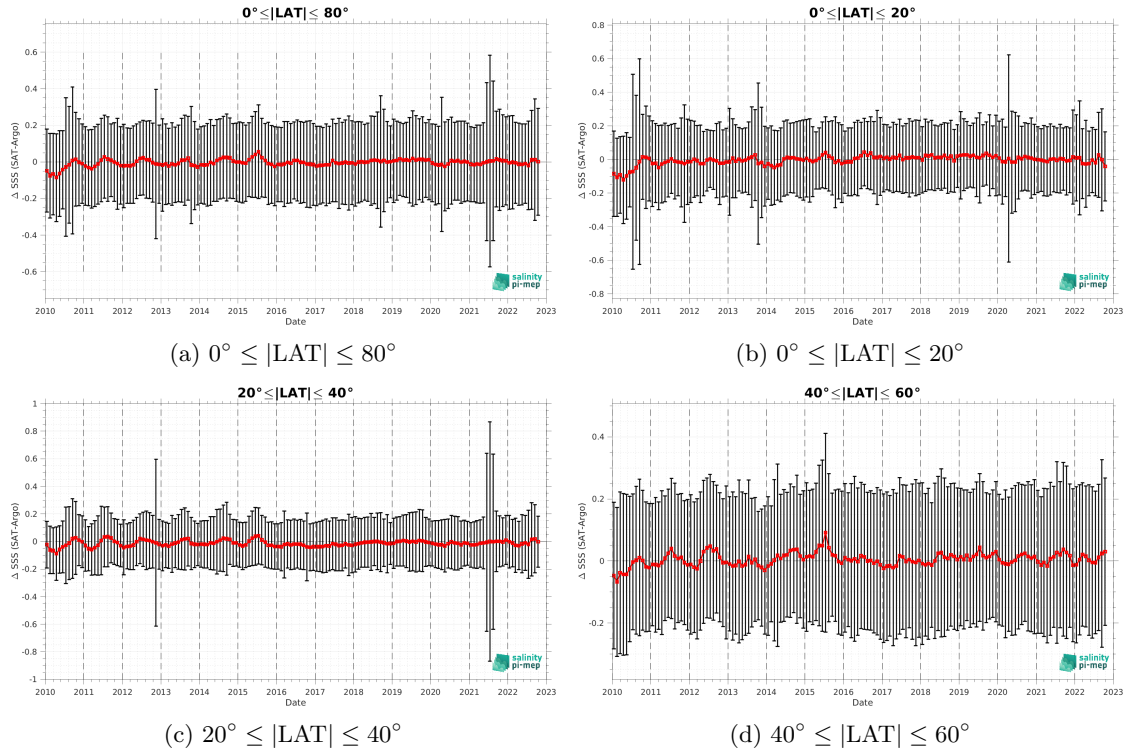 0°≤|LAT|≤ 80°
Δ SSS (SAT-Argo)
0.6
0.4
0.2
0
-0.2
-0.4
-0.6
2010 2011 2012 2013 2014 2015 2016 2017 2018 2019 2020 2021 2022 2023
Date
salinity
pi-mep
(a) 0° ≤ |LAT| ≤ 80°
0°≤|LAT|≤ 20°
Δ SSS (SAT-Argo)
0.8
0.6
0.4
0.2
0
-0.2
-0.4
-0.6
-0.8
2010 2011 2012 2013 2014 2015 2016 2017 2018 2019 2020 2021 2022 2023
Date
salinity
pi-mep
(b) 0° ≤ |LAT| ≤ 20°
20°≤|LAT|≤ 40°
Δ SSS (SAT-Argo)
1
0.8
0.6
0.4
0.2
0
-0.2
-0.4
-0.6
-0.8
-1
2010 2011 2012 2013 2014 2015 2016 2017 2018 2019 2020 2021 2022 2023
Date
salinity
pi-mep
(c) 20° ≤ |LAT| ≤ 40°
40°≤|LAT|≤ 60°
Δ SSS (SAT-Argo)
0.4
0.2
0
-0.2
2010 2011 2012 2013 2014 2015 2016 2017 2018 2019 2020 2021 2022 2023
Date
salinity
pi-mep
(d) 40° ≤ |LAT| ≤ 60°